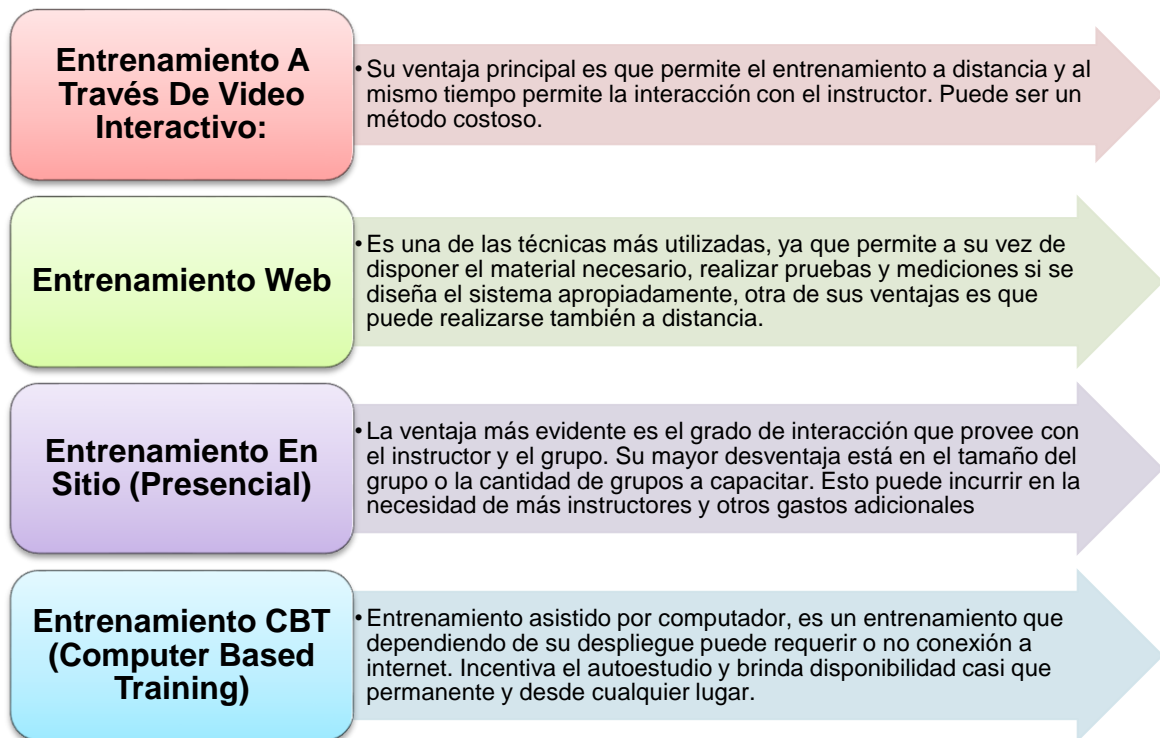 Entrenamiento A
Través De Video
Interactivo:
• Su ventaja principal es que permite el entrenamiento a distancia y al
mismo tiempo permite la interacción con el instructor. Puede ser un
método costoso.
Entrenamiento Web
• Es una de las técnicas más utilizadas, ya que permite a su vez de
disponer el material necesario, realizar pruebas y mediciones si se
diseña el sistema apropiadamente, otra de sus ventajas es que
puede realizarse también a distancia.
Entrenamiento En
Sitio (Presencial)
• La ventaja más evidente es el grado de interacción que provee con
el instructor y el grupo. Su mayor desventaja está en el tamaño del
grupo o la cantidad de grupos a capacitar. Esto puede incurrir en la
necesidad de más instructores y otros gastos adicionales
Entrenamiento CBT
(Computer Based
Training)
• Entrenamiento asistido por computador, es un entrenamiento que
dependiendo de su despliegue puede requerir o no conexión a
internet. Incentiva el autoestudio y brinda disponibilidad casi que
permanente y desde cualquier lugar.